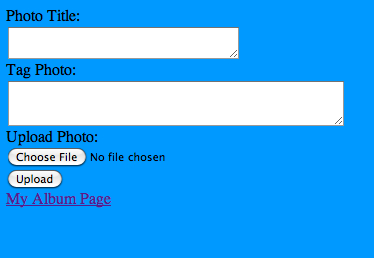 Photo Title:
Tag Photo:
Upload Photo:
Choose File No file chosen
Upload
My Album Page